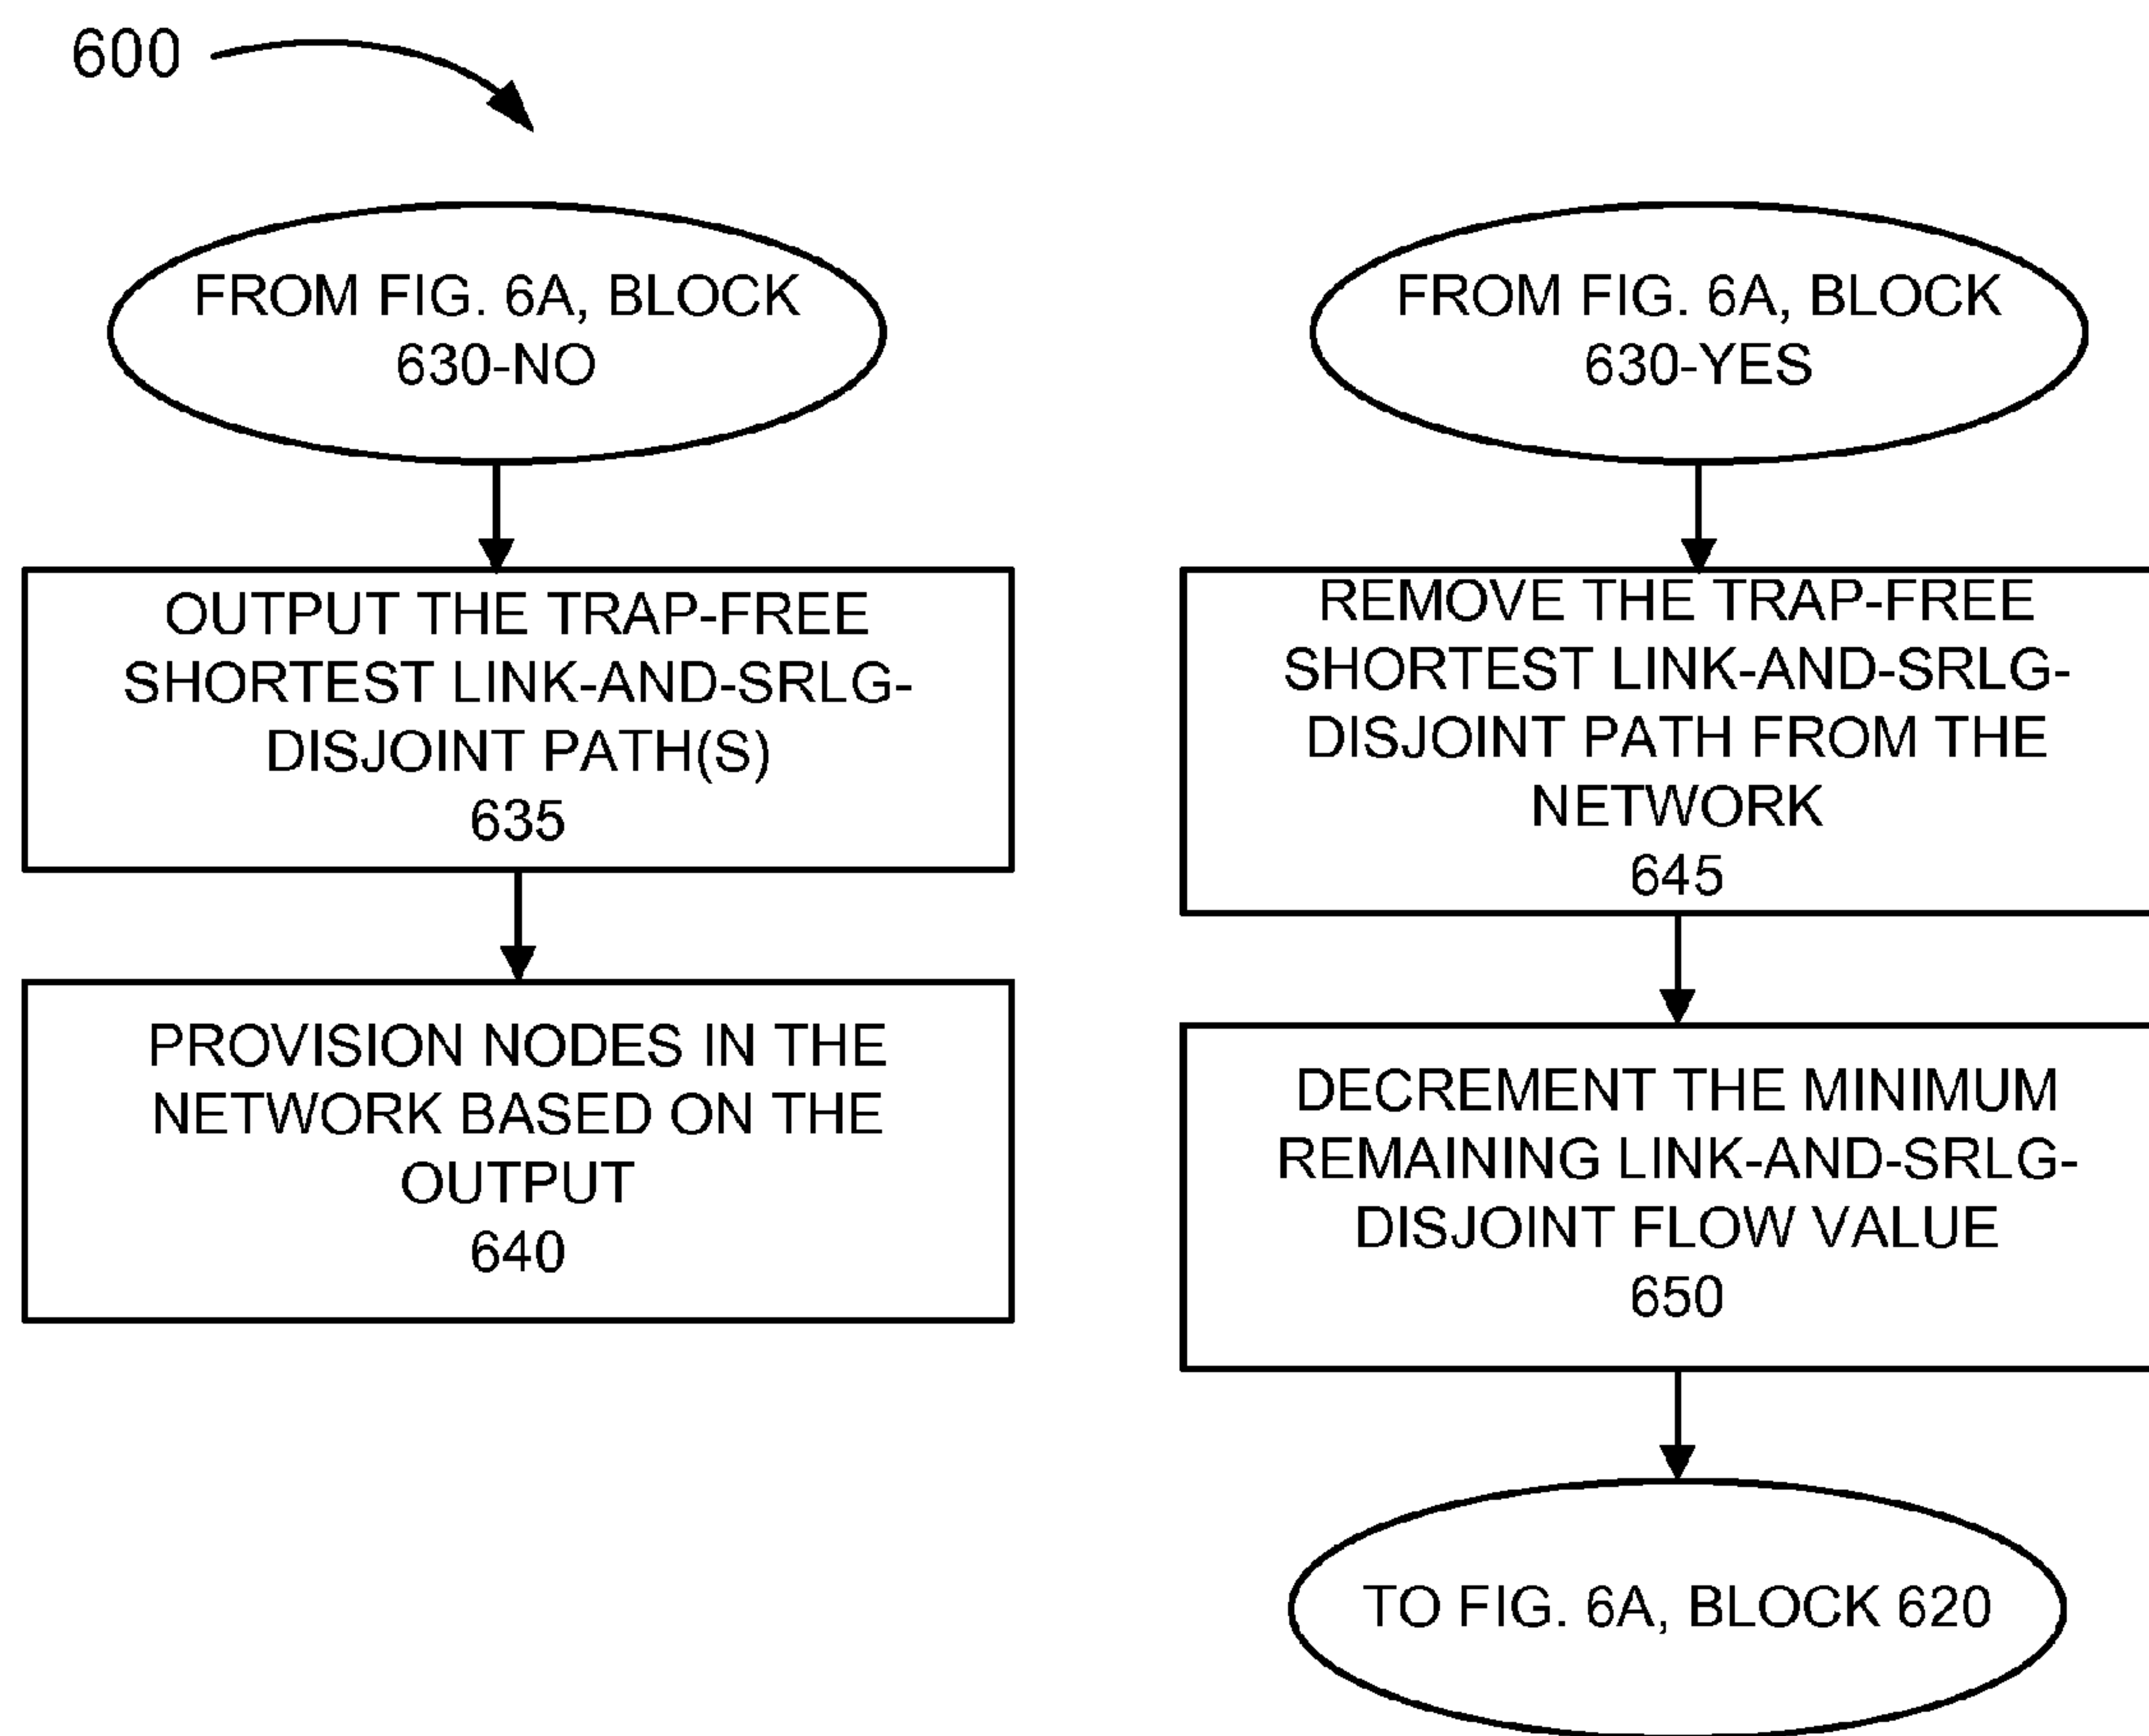 600
FROM FIG. 6A, BLOCK
630-NO
OUTPUT THE TRAP-FREE
SHORTEST LINK-AND-SRLG-
DISJOINT PATH(S)
635
PROVISION NODES IN THE
NETWORK BASED ON THE
OUTPUT
640
FROM FIG. 6A, BLOCK
630-YES
REMOVE THE TRAP-FREE
SHORTEST LINK-AND-SRLG-
DISJOINT PATH FROM THE
NETWORK
645
DECREMENT THE MINIMUM
REMAINING LINK-AND-SRLG-
DISJOINT FLOW VALUE
650
TO FIG. 6A, BLOCK 620